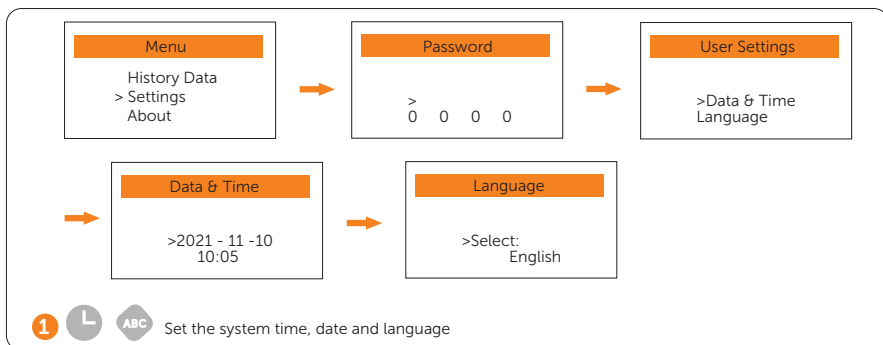 Menu
History Data
> Settings
About
Password
>
0 0 0 0
User Settings
>Data & Time
Language
Data & Time
>2021 - 11 -10
10:05
Language
>Select:
English
1 L ABC Set the system time, date and language